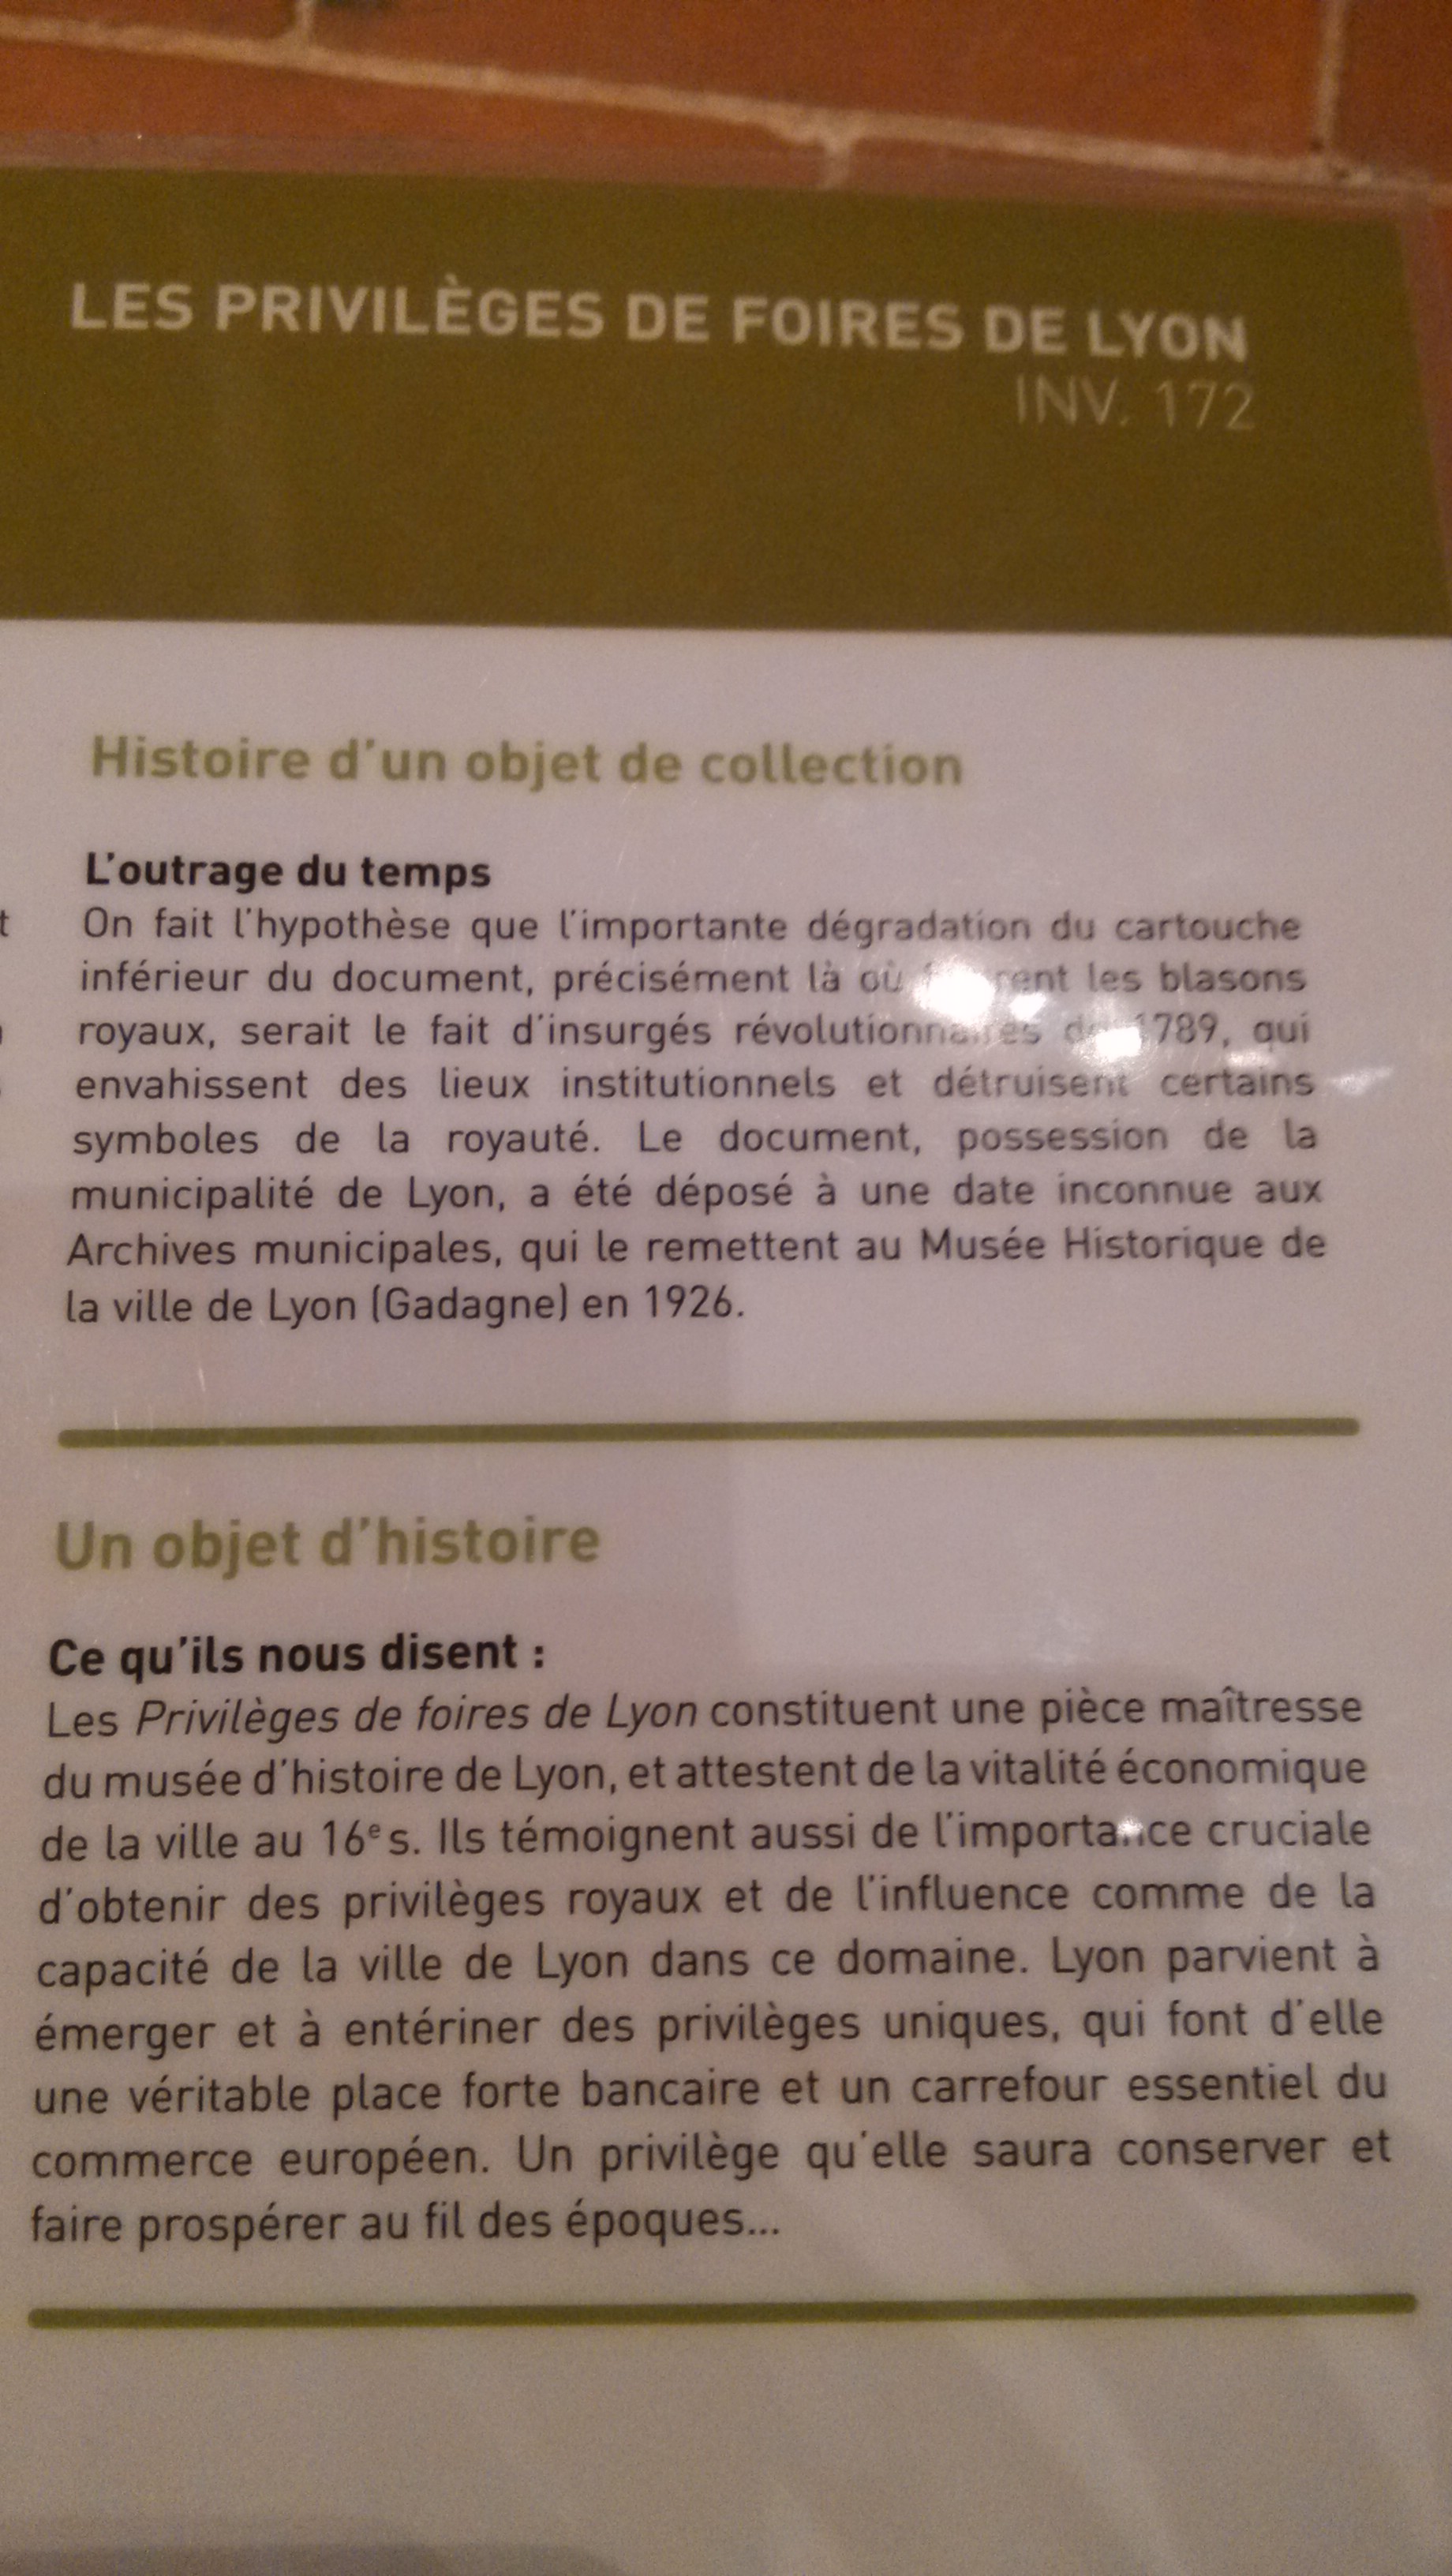 LES PRIVILÈGES DE FOIRES DE LYON
INV. 172
Histoire d'un objet de collection
L'outrage du temps
On fait l'hypothèse que l'importante dégradation du cartouche
inférieur du document, précisément là où les blasons
royaux, serait le fait d'insurgés révolutionnaires de 1789, qui
envahissent des lieux institutionnels et détruisent certains
symboles de la royauté. Le document, possession de la
municipalité de Lyon, a été déposé à une date inconnue aux
Archives municipales, qui le remettent au Musée Historique de
la ville de Lyon (Gadagne) en 1926.
Un objet d'histoire
Ce qu'ils nous disent :
Les Privilèges de foires de Lyon constituent une pièce maîtresse
du musée d'histoire de Lyon, et attestent de la vitalité économique
de la ville au 16e s. Ils témoignent aussi de l'importance cruciale
d'obtenir des privilèges royaux et de l'influence comme de la
capacité de la ville de Lyon dans ce domaine. Lyon parvient à
émerger et à entériner des privilèges uniques, qui font d'elle
une véritable place forte bancaire et un carrefour essentiel du
commerce européen. Un privilège qu'elle saura conserver et
faire prospérer au fil des époques...